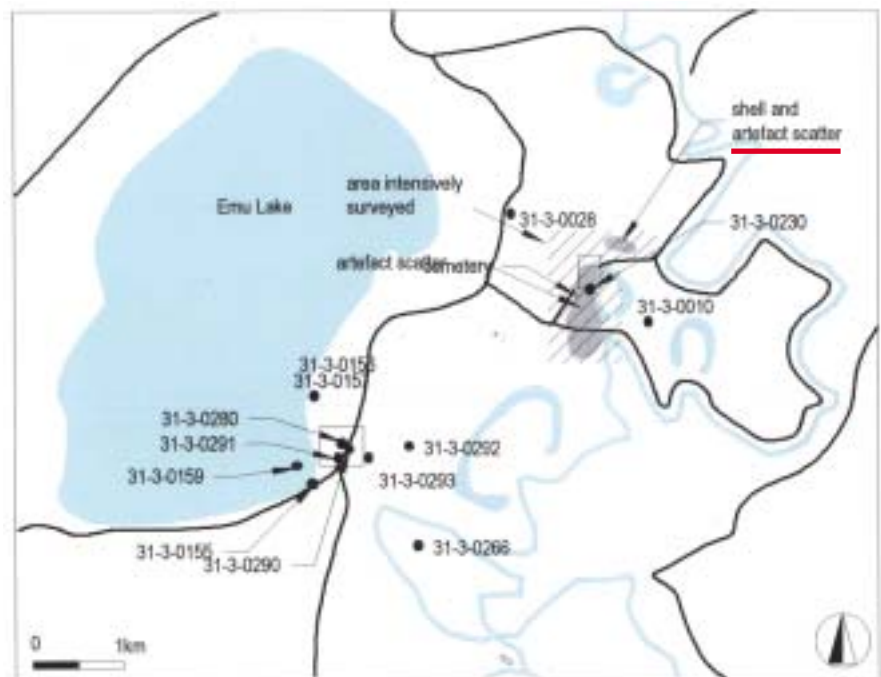 shell and
artefact scatter
area intensively
surveyed
Emu Lake
31-3-0028
31-3-0230
artefact scatter
cemetery
31-3-0010
31-3-0156
31-3-015
31-3-0280
31-3-0291
31-3-0292
31-3-0159
31-3-0293
31-3-0155
31-3-0290
31-3-0266
0
1km